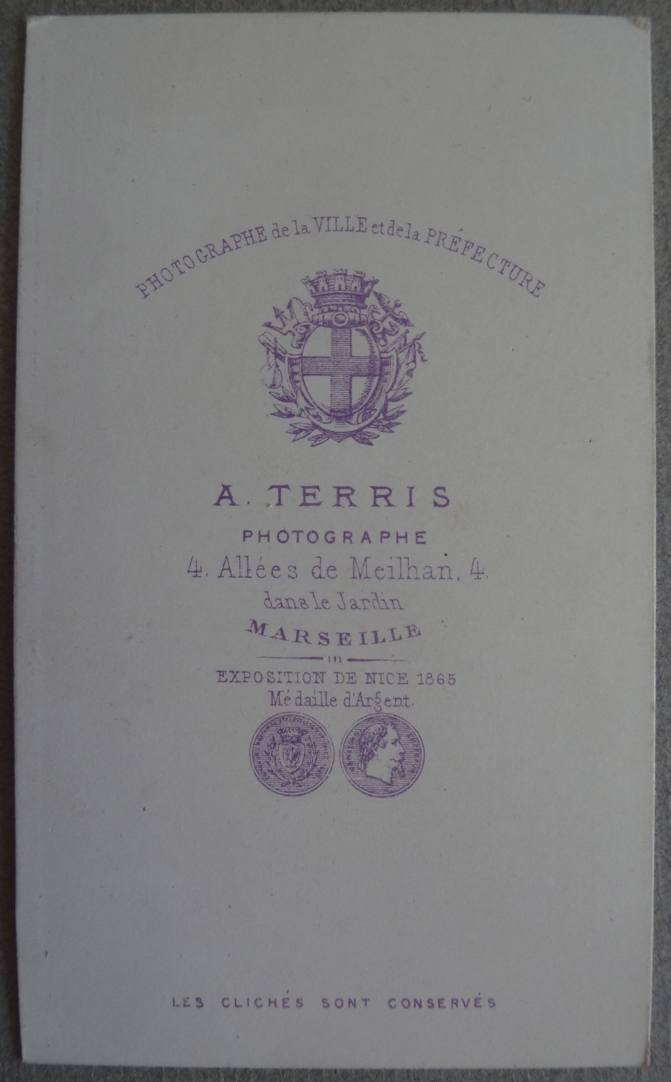 PHOTOGRAPHE de la VILLE et de la PRÉFECTURE
A. TERRIS
PHOTOGRAPHE
4. Allées de Meilhan, 4.
dans le Jardin
MARSEILLE
EXPOSITION DE NICE 1865
Médaille d'Argent.
LES CLICHÉS SONT CONSERVÉS